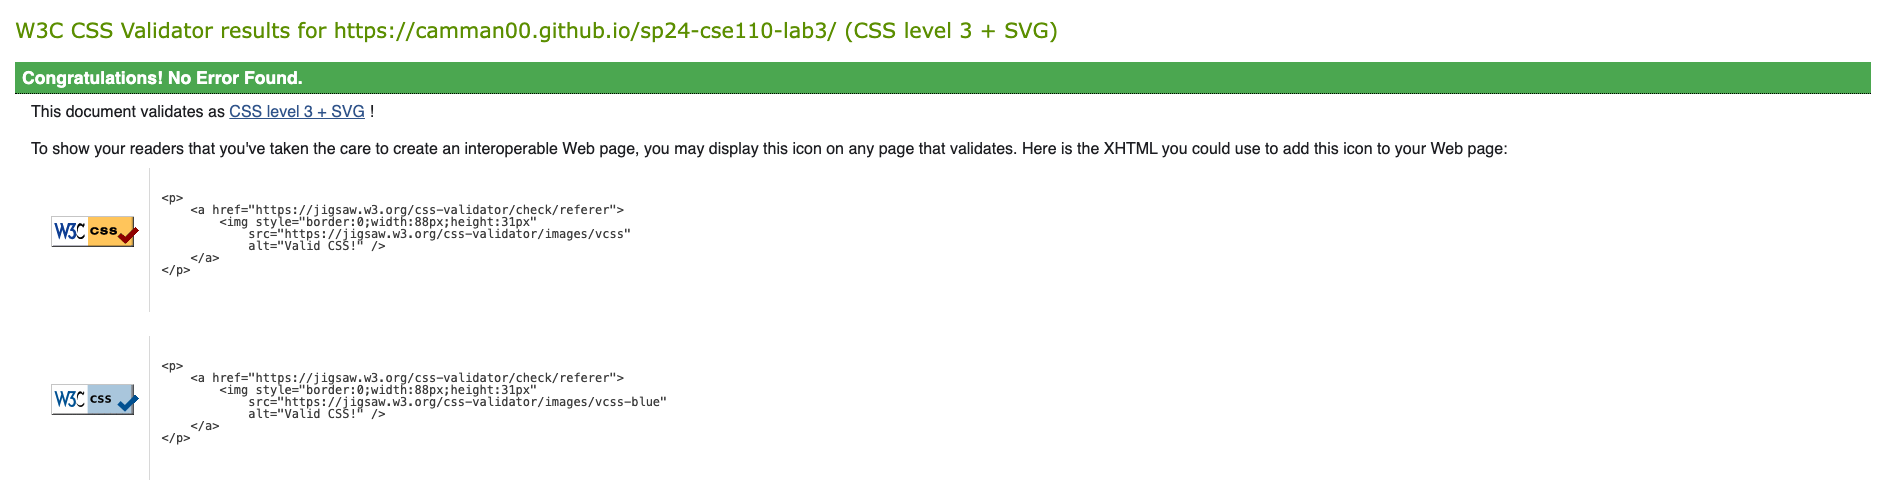 W3C CSS Validator results for https://camman00.github.io/sp24-cse110-lab3/ (CSS level 3 + SVG)
Congratulations! No Error Found.
This document validates as CSS level 3 + SVG !
To show your readers that you've taken the care to create an interoperable Web page, you may display this icon on any page that validates. Here is the XHTML you could use to add this icon to your Web page:
W3C css
<p>
<a href="https://jigsaw.w3.org/css-validator/check/referer">
<img style="border:0;width:88px;height:31px"
src="https://jigsaw.w3.org/css-validator/images/vcss"
alt="Valid CSS!" />
</a>
</p>
W3C css
<p>
<a href="https://jigsaw.w3.org/css-validator/check/referer">
<img style="border:0;width:88px;height:31px"
src="https://jigsaw.w3.org/css-validator/images/vcss-blue"
alt="Valid CSS!" />
</a>
</p>